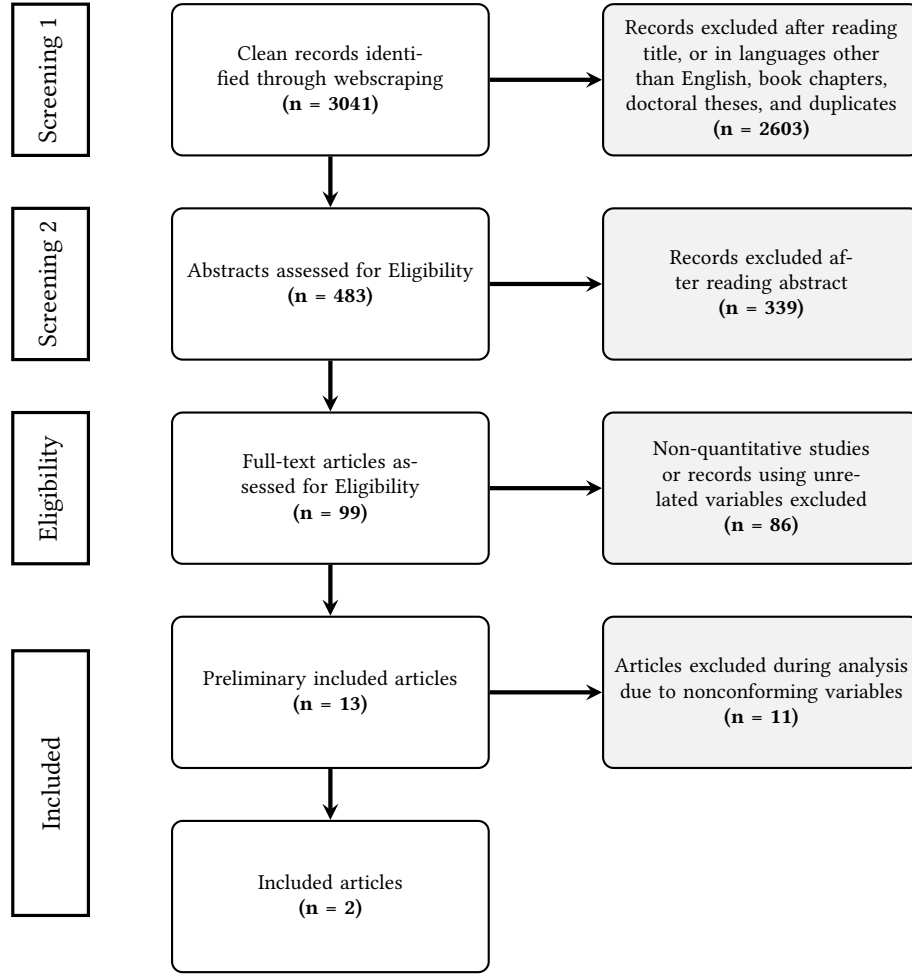 Screening 1
Clean records identi-
fied through webscraping
(n = 3041)
Records excluded after reading
title, or in languages other
than English, book chapters,
doctoral theses, and duplicates
(n = 2603)
Screening 2
Abstracts assessed for Eligibility
(n = 483)
Records excluded af-
ter reading abstract
(n = 339)
Eligibility
Full-text articles as-
sessed for Eligibility
(n = 99)
Non-quantitative studies
or records using unre-
lated variables excluded
(n = 86)
Included
Preliminary included articles
(n = 13)
Articles excluded during analysis
due to nonconforming variables
(n = 11)
Included articles
(n = 2)